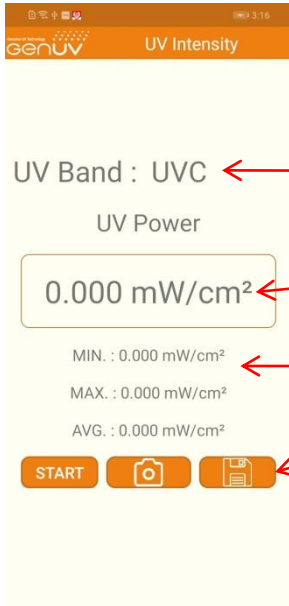 3:16
GenUV
UV Intensity
UV Band : UVC
UV Power
0.000 mW/cm²
MIN. : 0.000 mW/cm²
MAX. : 0.000 mW/cm²
AVG. : 0.000 mW/cm²
START